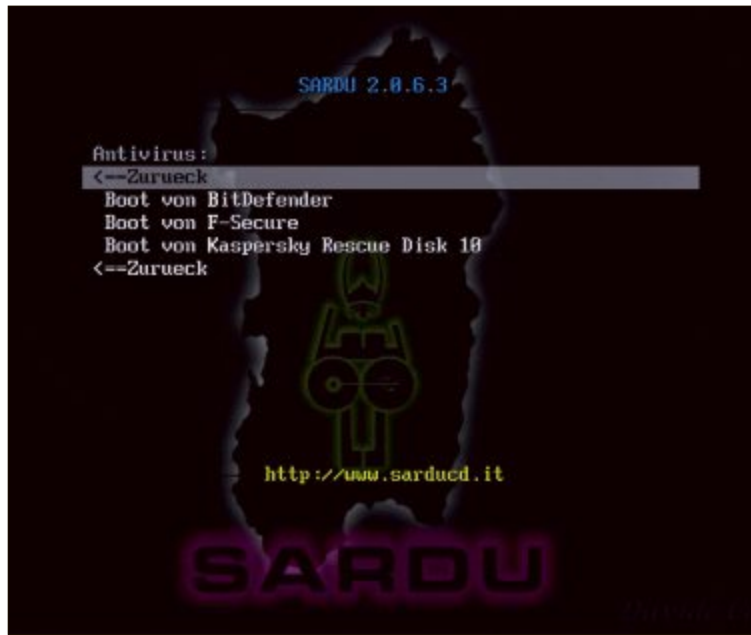 SARDU 2.0.6.3
Antivirus:
<==Zurueck
Boot von BitDefender
Boot von F-Secure
Boot von Kaspersky Rescue Disk 10
<==Zurueck
http://www.sarducd.it
SARDU